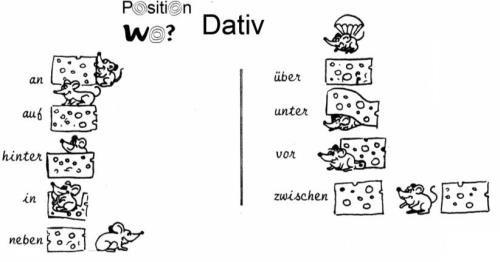 Position
Wo?
Dativ
an
auf
hinter
in
neben
über
unter
vor
zwischen